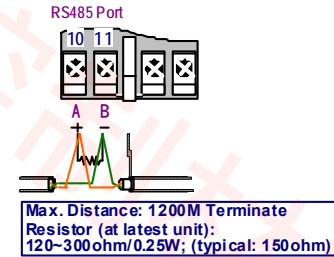 RS485 Port
10 11
A B
+ −
Max. Distance: 1200M Terminate
Resistor (at latest unit):
120~300ohm/0.25W; (typical: 150ohm)